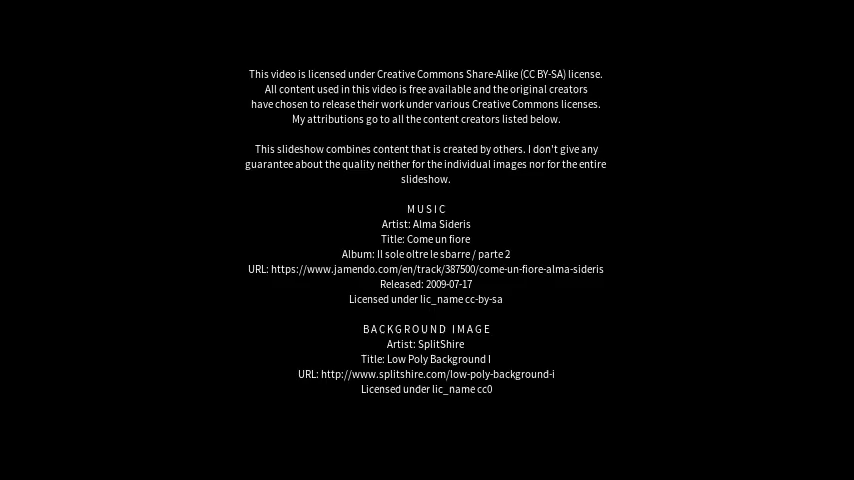 This video is licensed under Creative Commons Share-Alike (CC BY-SA) license.
All content used in this video is free available and the original creators
have chosen to release their work under various Creative Commons licenses.
My attributions go to all the content creators listed below.
This slideshow combines content that is created by others. I don't give any
guarantee about the quality neither for the individual images nor for the entire
slideshow.
MUSIC
Artist: Alma Sideris
Title: Come un fiore
Album: Il sole oltre le sbarre / parte 2
URL: https://www.jamendo.com/en/track/387500/come-un-fiore-alma-sideris
Released: 2009-07-17
Licensed under lic_name cc-by-sa
BACKGROUND IMAGE
Artist: SplitShire
Title: Low Poly Background I
URL: http://www.splitshire.com/low-poly-background-i
Licensed under lic_name cc0